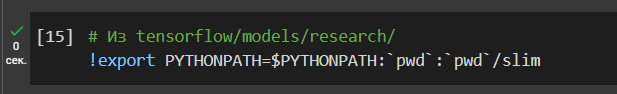 [15] # Из tensorflow/models/research/
0 !export PYTHONPATH=$PYTHONPATH:`pwd`:`pwd`/slim
сек.